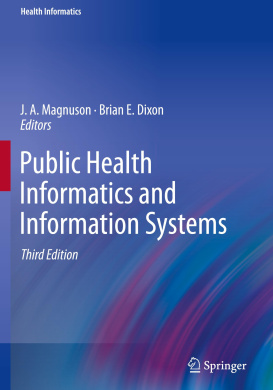 Health Informatics
J. A. Magnuson · Brian E. Dixon
Editors
Public Health
Informatics and
Information Systems
Third Edition
Springer